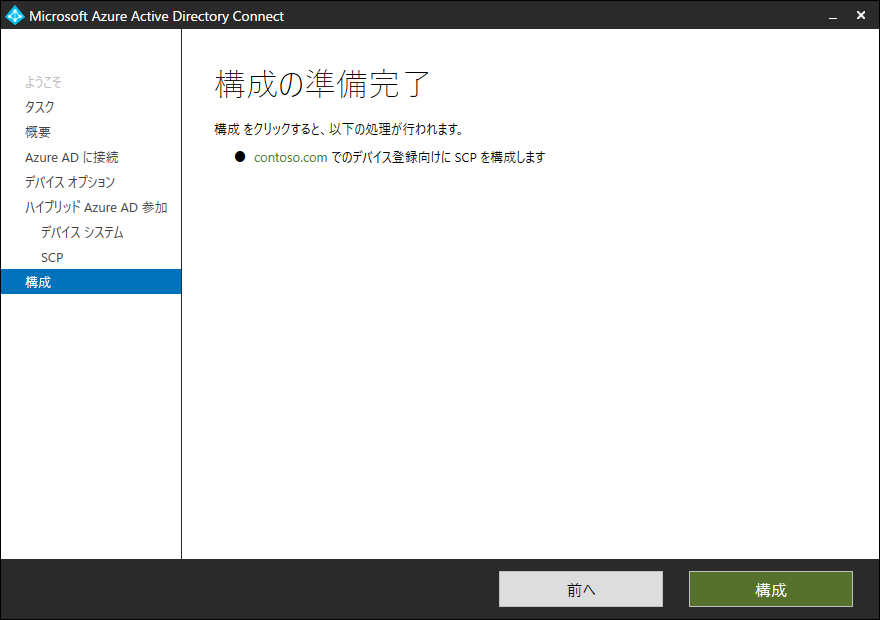 Microsoft Azure Active Directory Connect
ようこそ
タスク
概要
Azure AD に接続
デバイス オプション
ハイブリッド Azure AD 参加
デバイス システム
SCP
構成
構成の準備完了
構成 をクリックすると、以下の処理が行われます。
contoso.com でのデバイス登録向けに SCP を構成します
前へ
構成